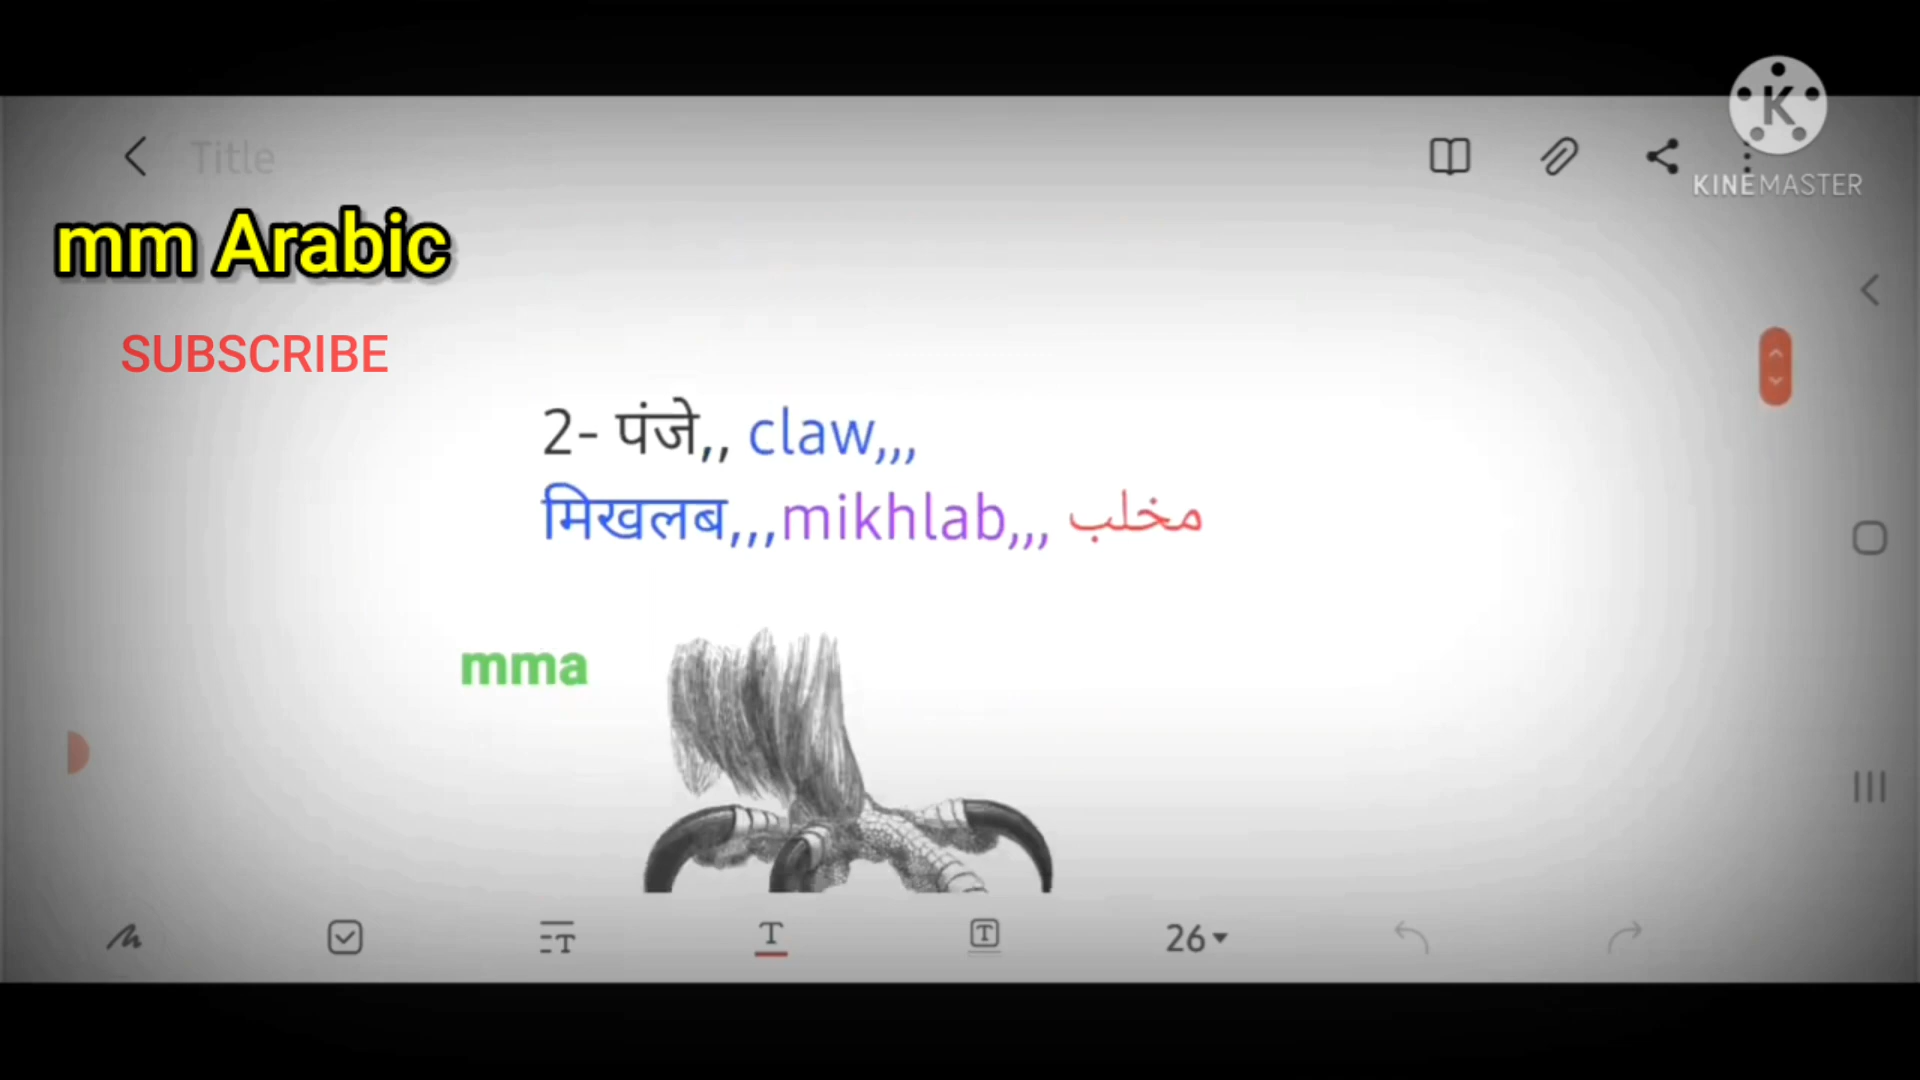 Title
KINEMASTER
mm Arabic
SUBSCRIBE
2- पंजे,, claw,,,
मिखलब,,,mikhlab,,, مخلب
mma
26